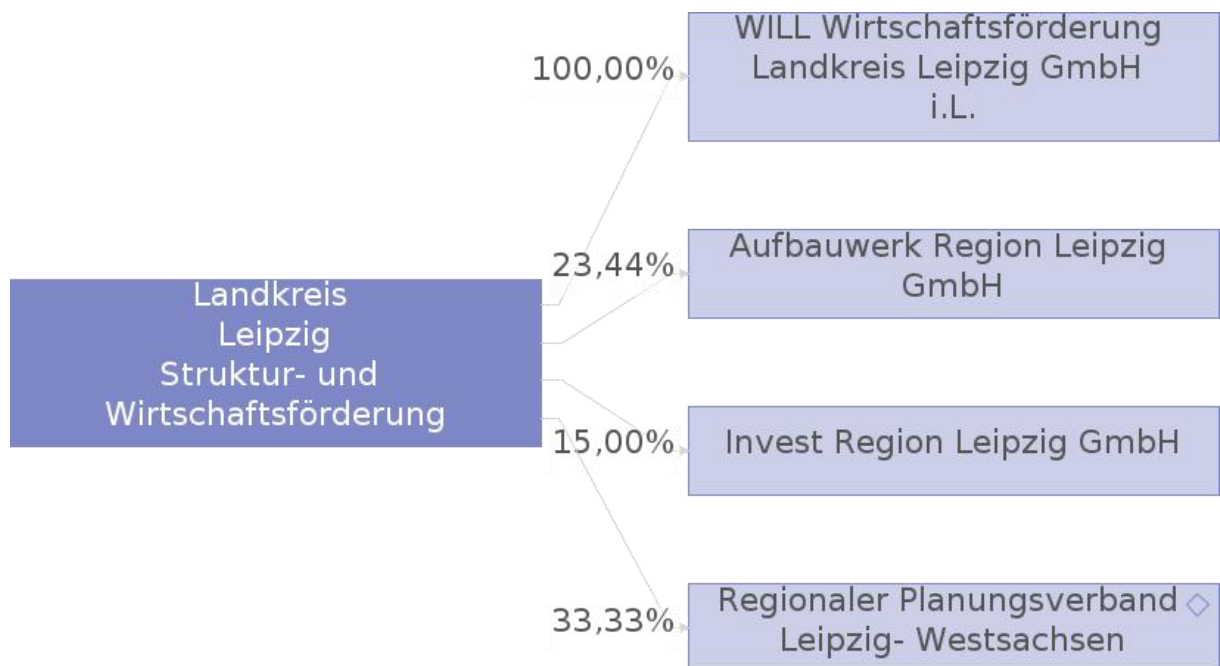 WILL Wirtschaftsförderung
Landkreis Leipzig GmbH
i.L.
100,00%
Aufbauwerk Region Leipzig
GmbH
23,44%
Landkreis
Leipzig
Struktur- und
Wirtschaftsförderung
15,00%
Invest Region Leipzig GmbH
33,33%
Regionaler Planungsverband
Leipzig- Westsachsen